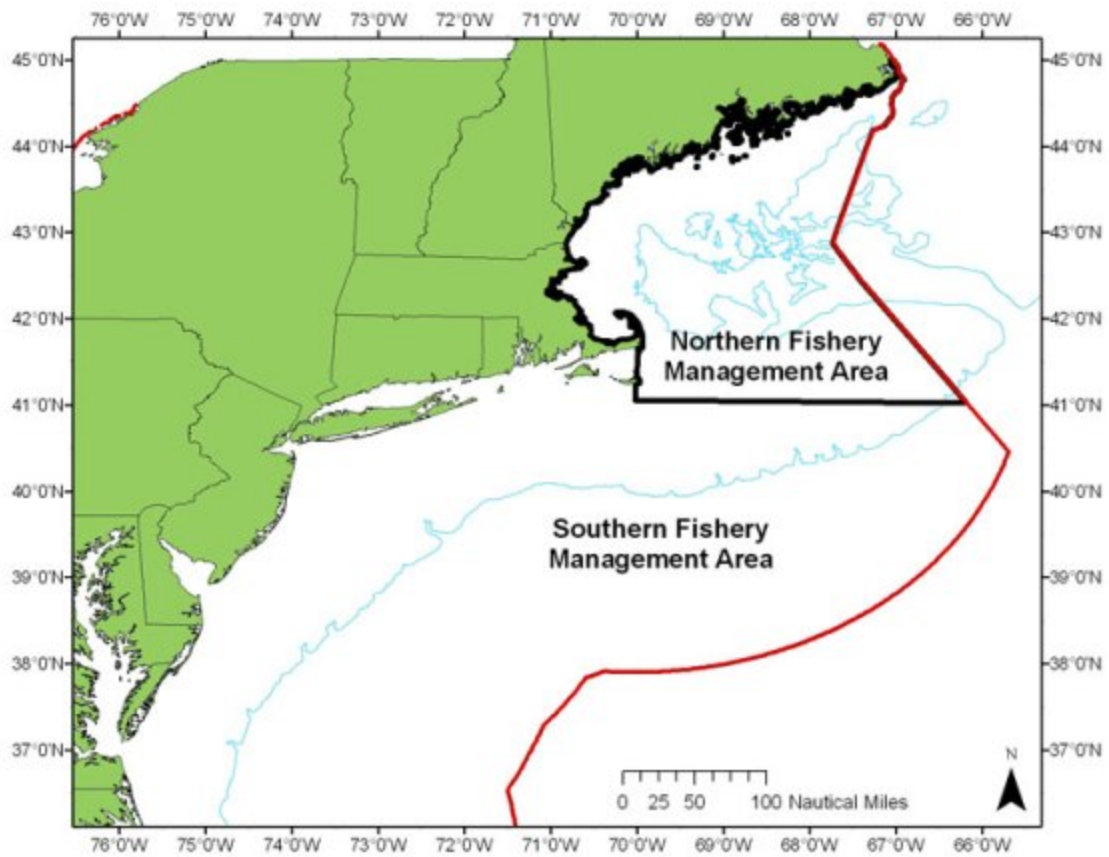 76°0'W 75°0'W 74°0'W 73°0'W 72°0'W 71°0'W 70°0'W 69°0'W 68°0'W 67°0'W 66°0'W
45°0'N 45°0'N
44°0'N 44°0'N
43°0'N 43°0'N
42°0'N 42°0'N
Northern Fishery
Management Area
41°0'N 41°0'N
40°0'N 40°0'N
Southern Fishery
Management Area
39°0'N 39°0'N
38°0'N 38°0'N
37°0'N 37°0'N
N
0 25 50 100 Nautical Miles
76°0'W 75°0'W 74°0'W 73°0'W 72°0'W 71°0'W 70°0'W 69°0'W 68°0'W 67°0'W 66°0'W